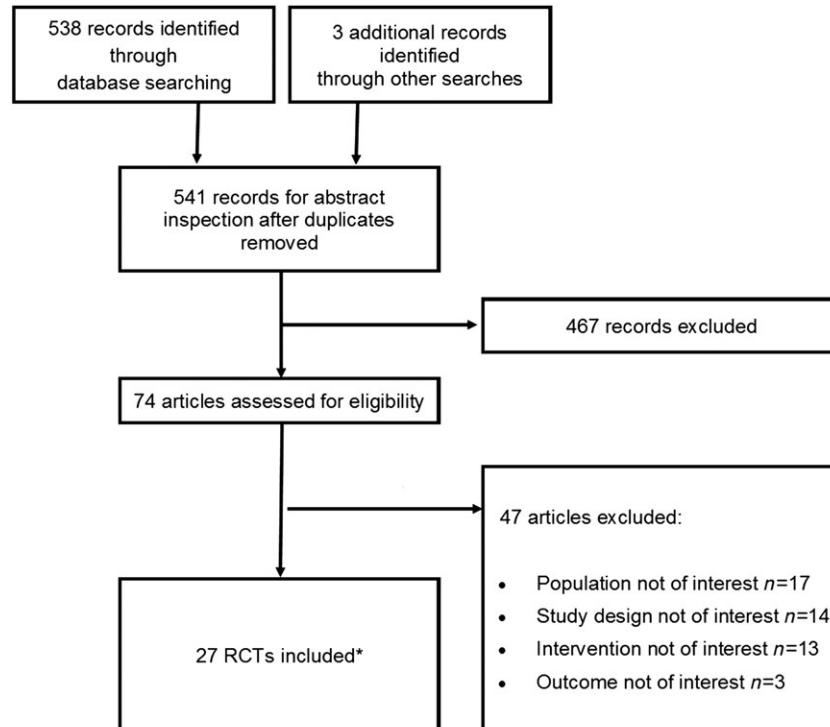 538 records identified
through
database searching
3 additional records
identified
through other searches
541 records for abstract
inspection after duplicates
removed
467 records excluded
74 articles assessed for eligibility
47 articles excluded:
• Population not of interest n=17
• Study design not of interest n=14
• Intervention not of interest n=13
• Outcome not of interest n=3
27 RCTs included*